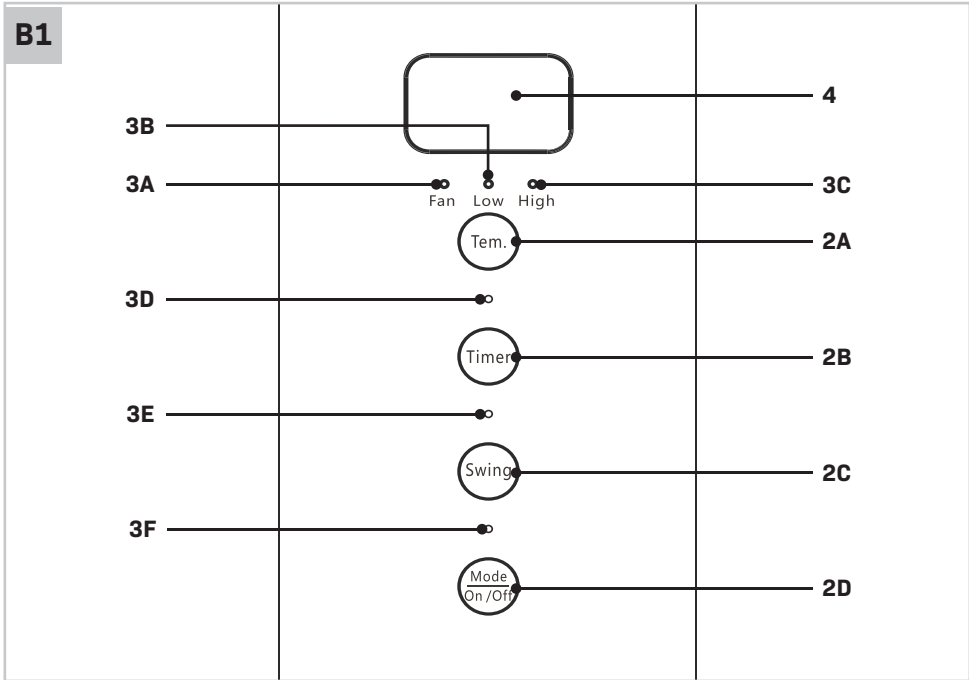 B1
4
3B
3A
3C
Fan Low High
Tem.
2A
3D
Timer
2B
3E
Swing
2C
3F
Mode
On/Off
2D